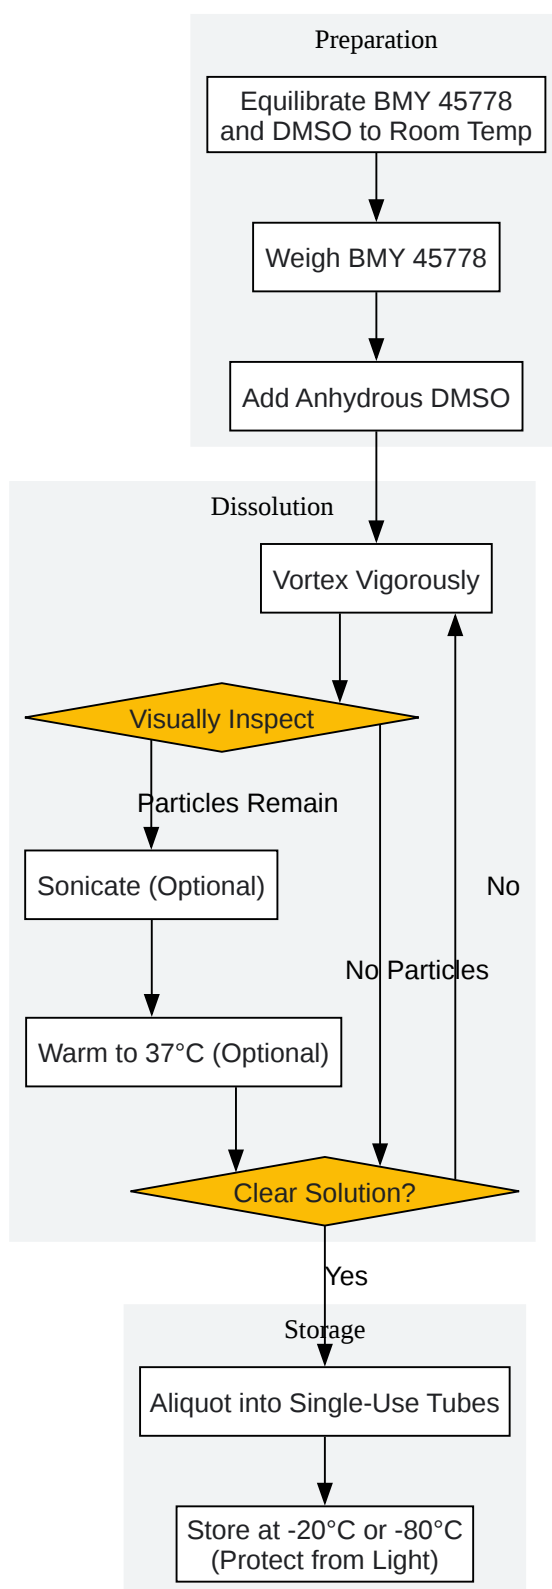 Preparation
Equilibrate BMY 45778
and DMSO to Room Temp
Weigh BMY 45778
Add Anhydrous DMSO
Dissolution
Vortex Vigorously
Visually Inspect
Particles Remain
Sonicate (Optional)
No
No Particles
Warm to 37°C (Optional)
Clear Solution?
Yes
Storage
Aliquot into Single-Use Tubes
Store at -20°C or -80°C
(Protect from Light)